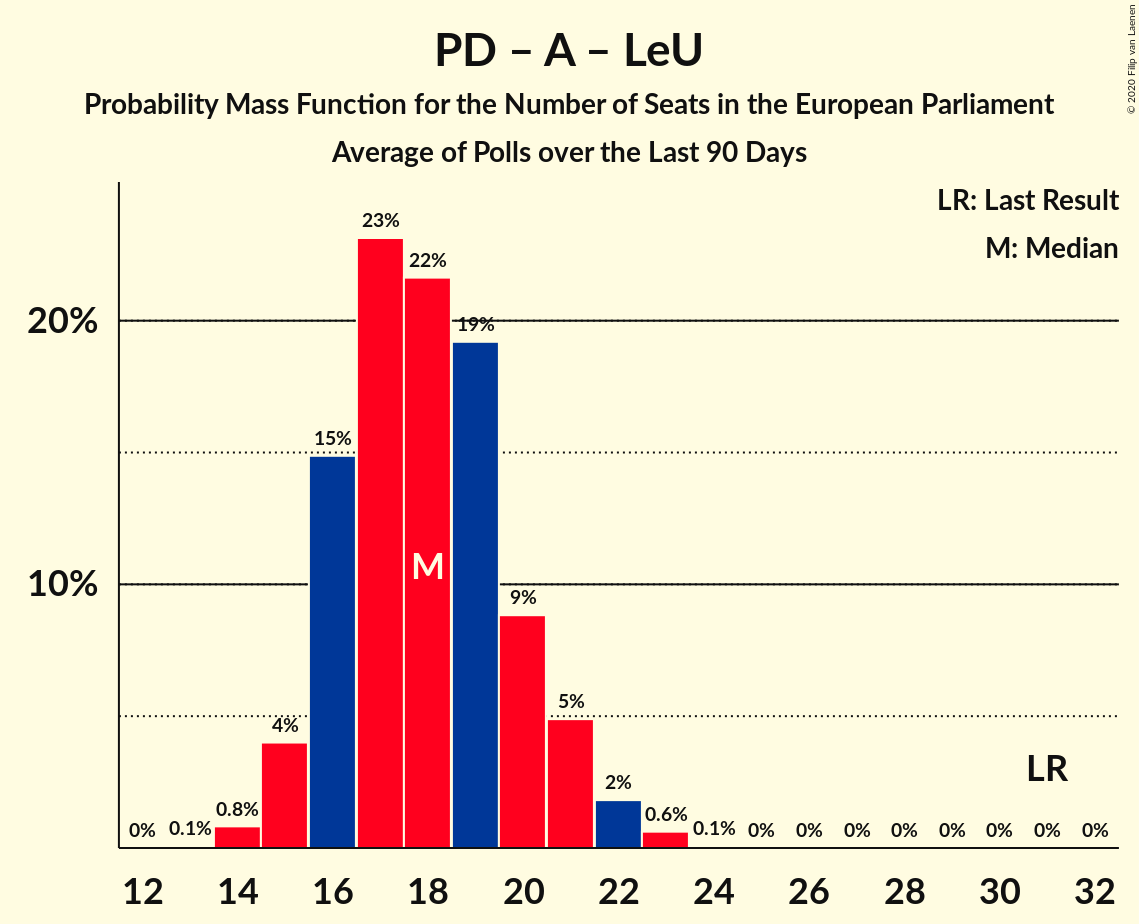 PD – A – LeU
Probability Mass Function for the Number of Seats in the European Parliament
Average of Polls over the Last 90 Days
© 2020 Filip van Laenen
LR: Last Result
M: Median
20%
10%
0%
0.1%
0.8%
4%
15%
23%
22%
19%
9%
5%
2%
0.6%
0.1%
0%
0%
0%
0%
0%
0%
0%
0%
M
LR
12 14 16 18 20 22 24 26 28 30 32